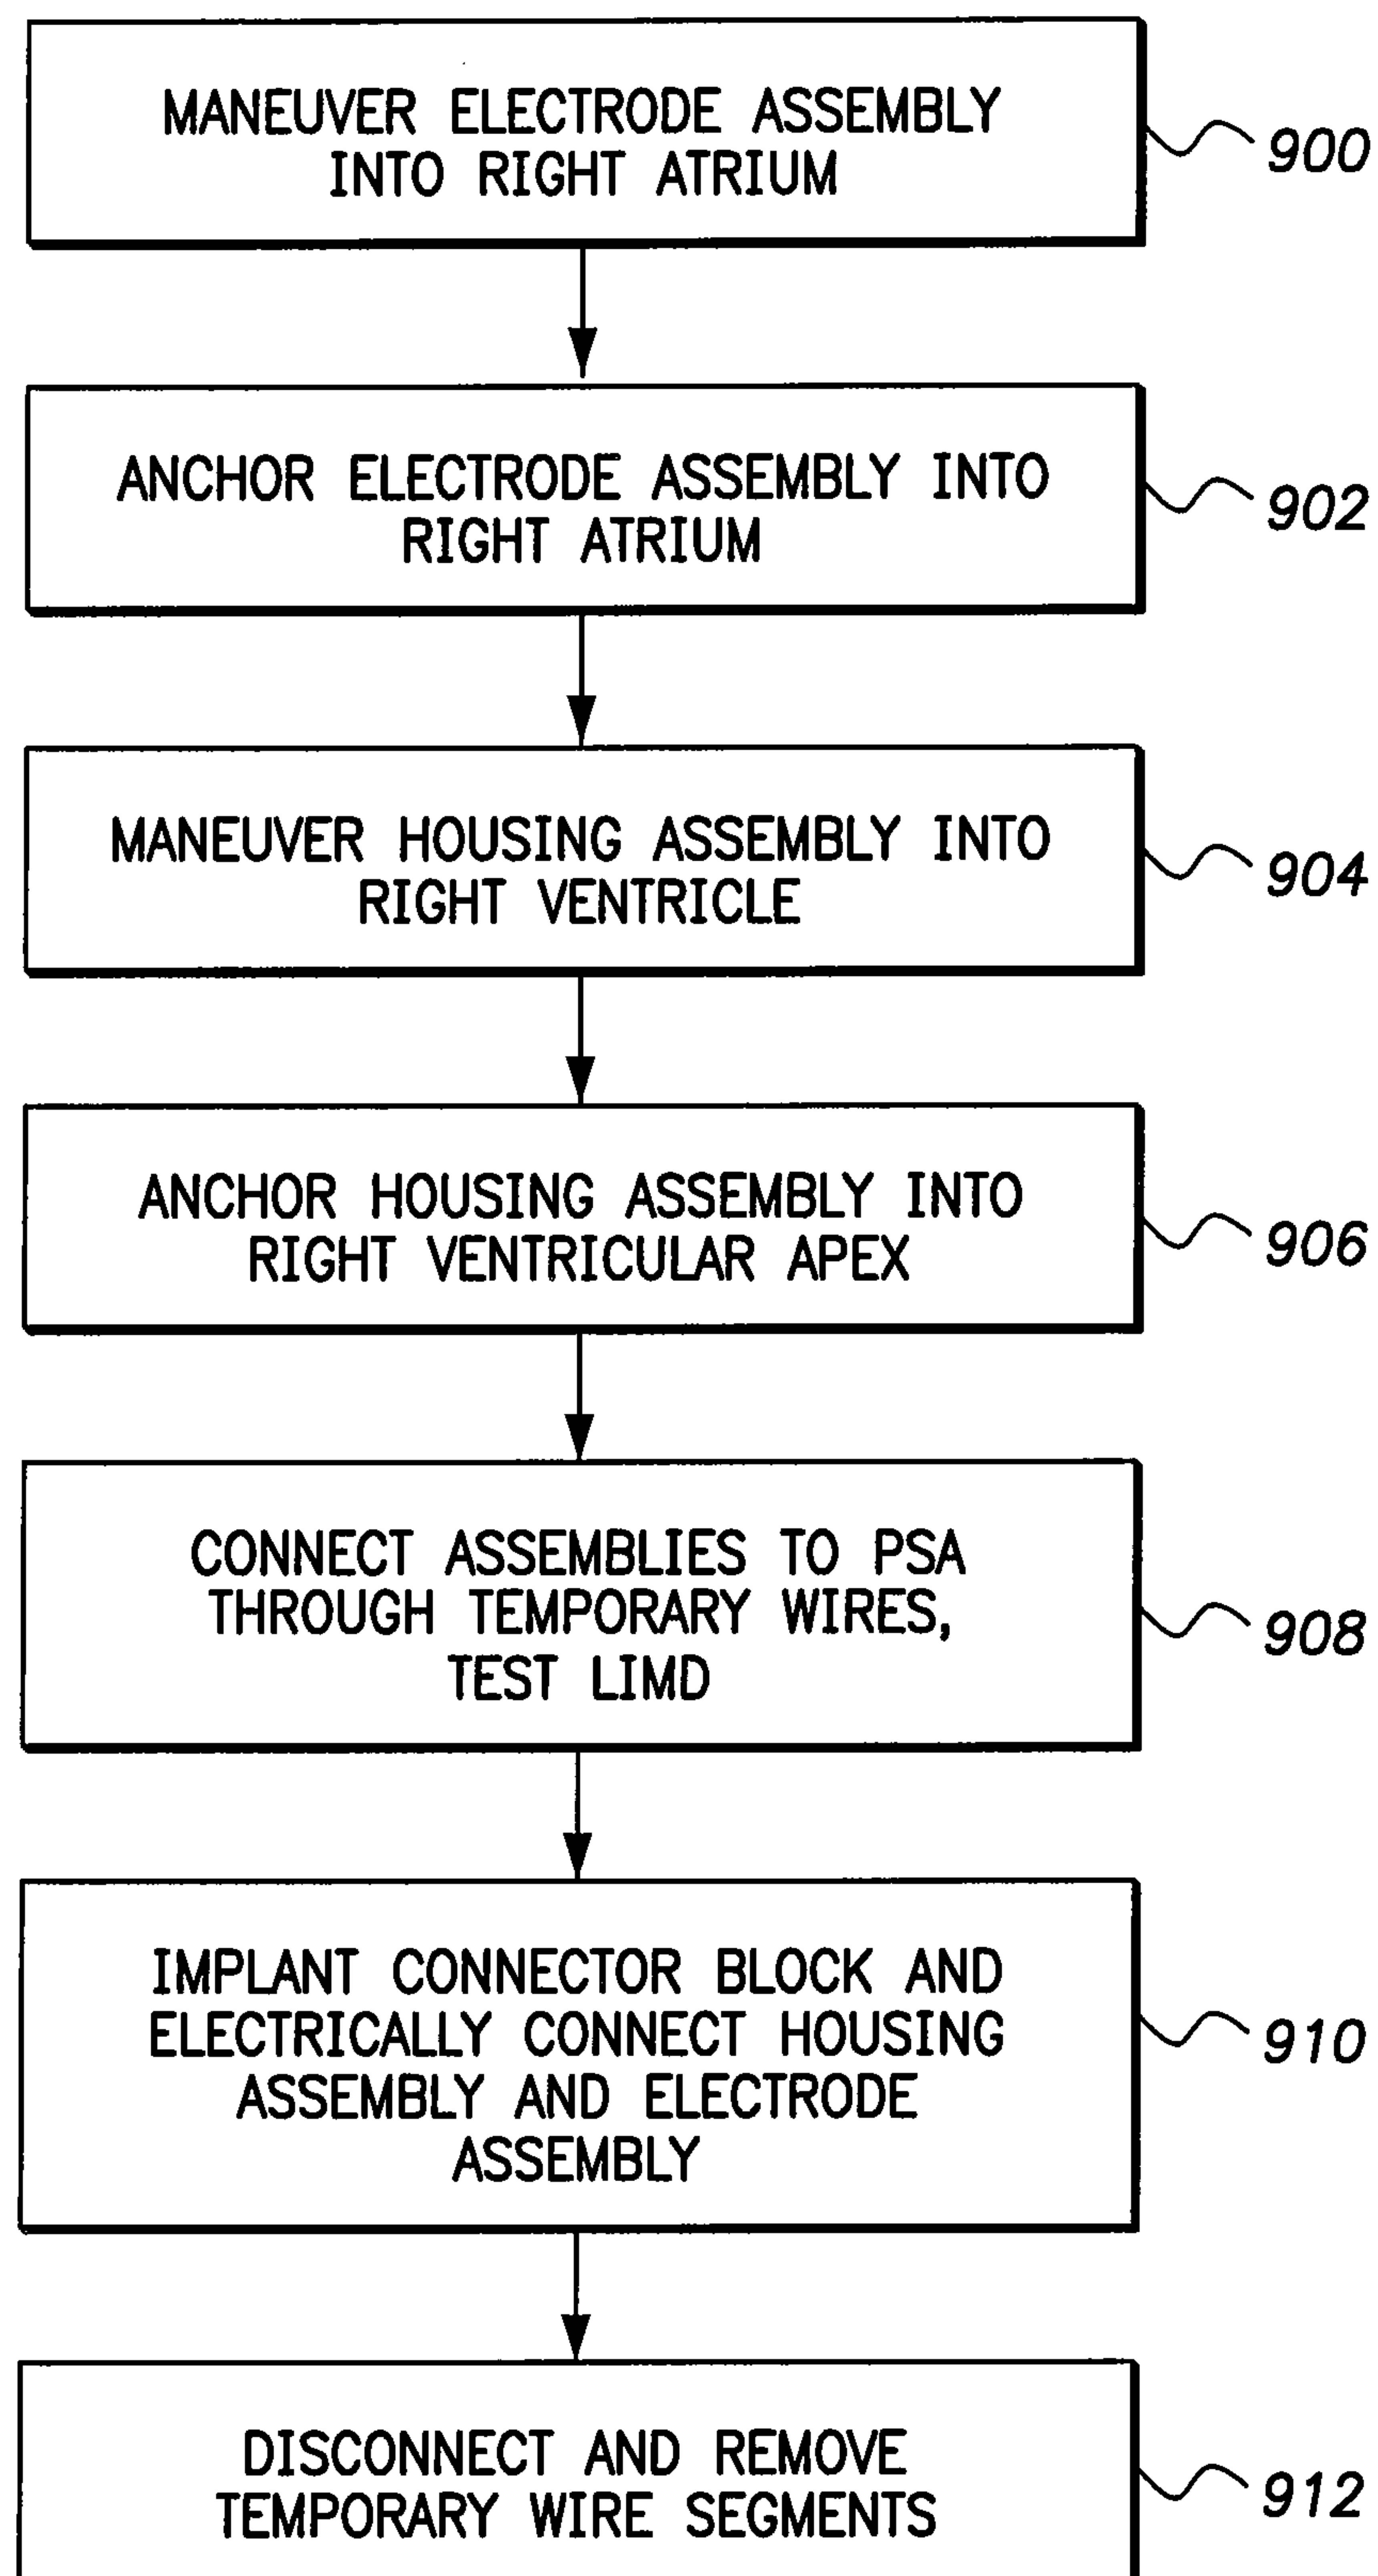 MANEUVER ELECTRODE ASSEMBLY
INTO RIGHT ATRIUM
900
ANCHOR ELECTRODE ASSEMBLY INTO
RIGHT ATRIUM
902
MANEUVER HOUSING ASSEMBLY INTO
RIGHT VENTRICLE
904
ANCHOR HOUSING ASSEMBLY INTO
RIGHT VENTRICULAR APEX
906
CONNECT ASSEMBLIES TO PSA
THROUGH TEMPORARY WIRES,
TEST LIMD
908
IMPLANT CONNECTOR BLOCK AND
ELECTRICALLY CONNECT HOUSING
ASSEMBLY AND ELECTRODE
ASSEMBLY
910
DISCONNECT AND REMOVE
TEMPORARY WIRE SEGMENTS
912